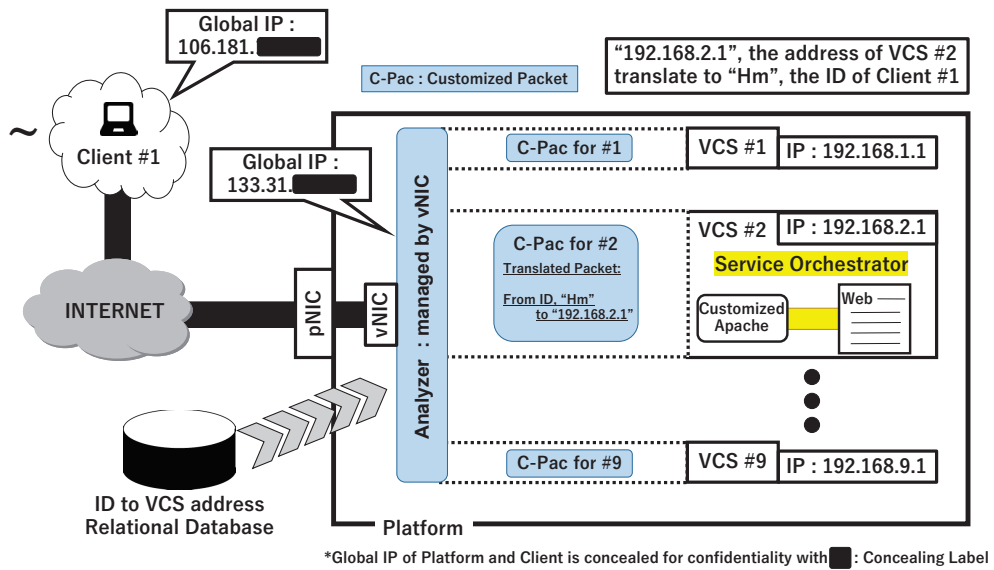 Global IP :
106.181.
"192.168.2.1", the address of VCS #2
translate to "Hm", the ID of Client #1
C-Pac : Customized Packet
~
Client #1
Global IP :
133.31.
C-Pac for #1
VCS #1
IP : 192.168.1.1
VCS #2
IP : 192.168.2.1
C-Pac for #2
Translated Packet:
From ID, "Hm"
to "192.168.2.1"
Service Orchestrator
Customized
Apache
Web
INTERNET
pNIC
vNIC
Analyzer : managed by vNIC
C-Pac for #9
VCS #9
IP : 192.168.9.1
ID to VCS address
Relational Database
Platform
*Global IP of Platform and Client is concealed for confidentiality with : Concealing Label